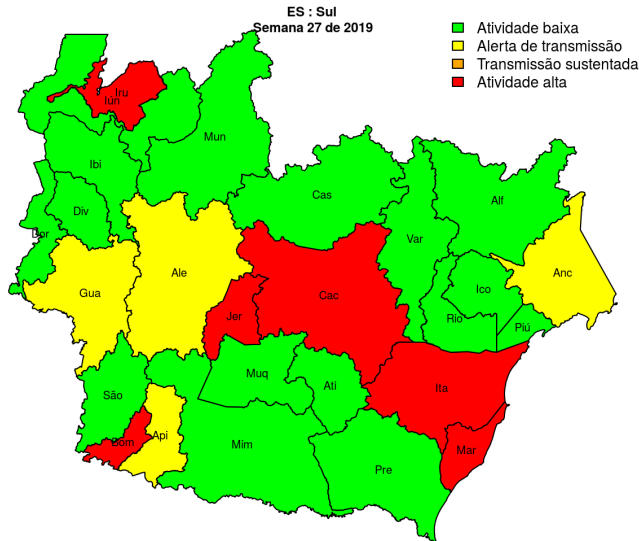 ES : Sul
Semana 27 de 2019
Atividade baixa
Alerta de transmissão
Transmissão sustentada
Atividade alta
Iru
Iún
Mun
Ibi
Cas
Alf
Div
Dor
Var
Anc
Ale
Gua
Ico
Cac
Jer
Rio
Piú
Muq
Ati
Ita
São
Api
Bom
Mim
Mar
Pre